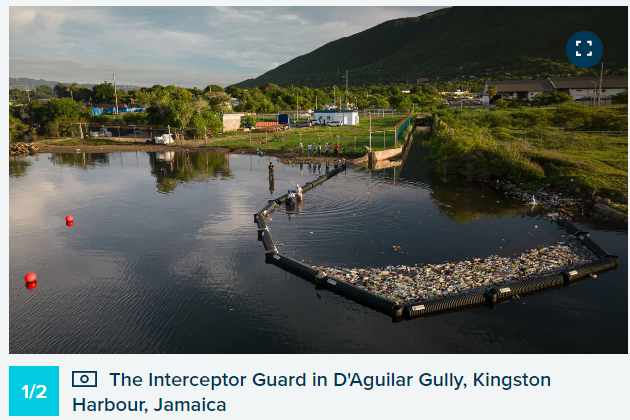 1/2
The Interceptor Guard in D'Aguilar Gully, Kingston
Harbour, Jamaica